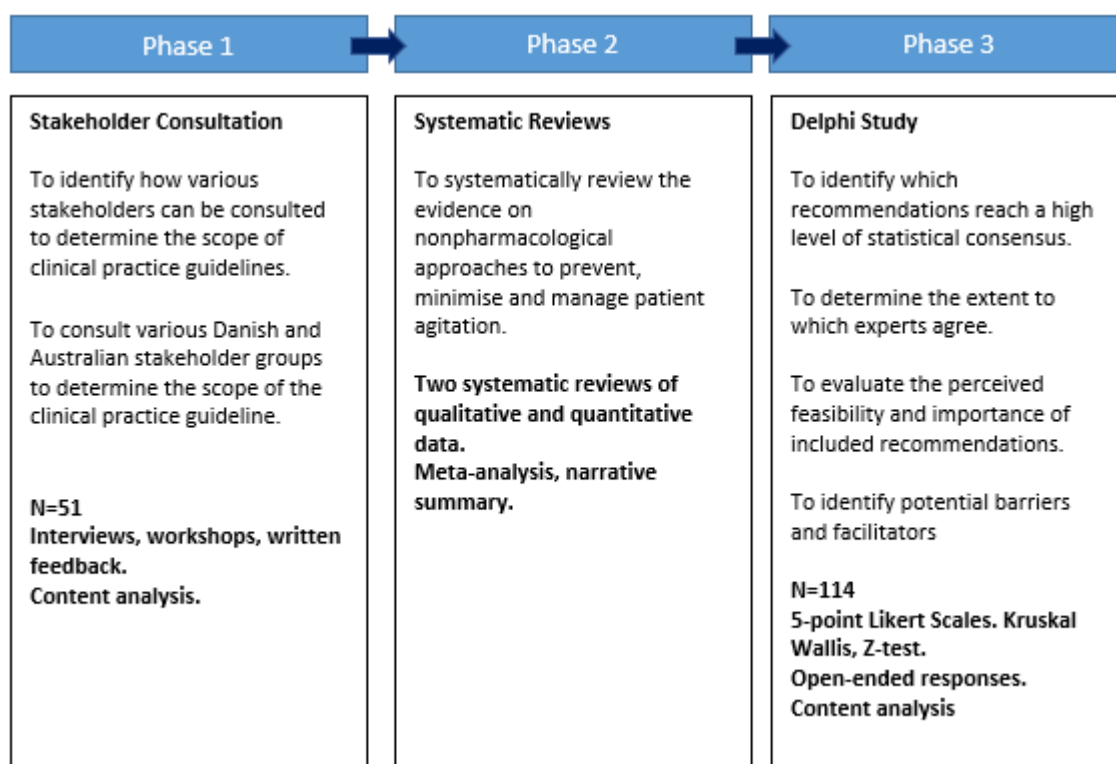 Phase 1
Phase 2
Phase 3
Stakeholder Consultation
To identify how various
stakeholders can be consulted
to determine the scope of
clinical practice guidelines.
To consult various Danish and
Australian stakeholder groups
to determine the scope of the
clinical practice guideline.
N=51
Interviews, workshops, written
feedback.
Content analysis.
Systematic Reviews
To systematically review the
evidence on
nonpharmacological
approaches to prevent,
minimise and manage patient
agitation.
Two systematic reviews of
qualitative and quantitative
data.
Meta-analysis, narrative
summary.
Delphi Study
To identify which
recommendations reach a high
level of statistical consensus.
To determine the extent to
which experts agree.
To evaluate the perceived
feasibility and importance of
included recommendations.
To identify potential barriers
and facilitators
N=114
5-point Likert Scales. Kruskal
Wallis, Z-test.
Open-ended responses.
Content analysis